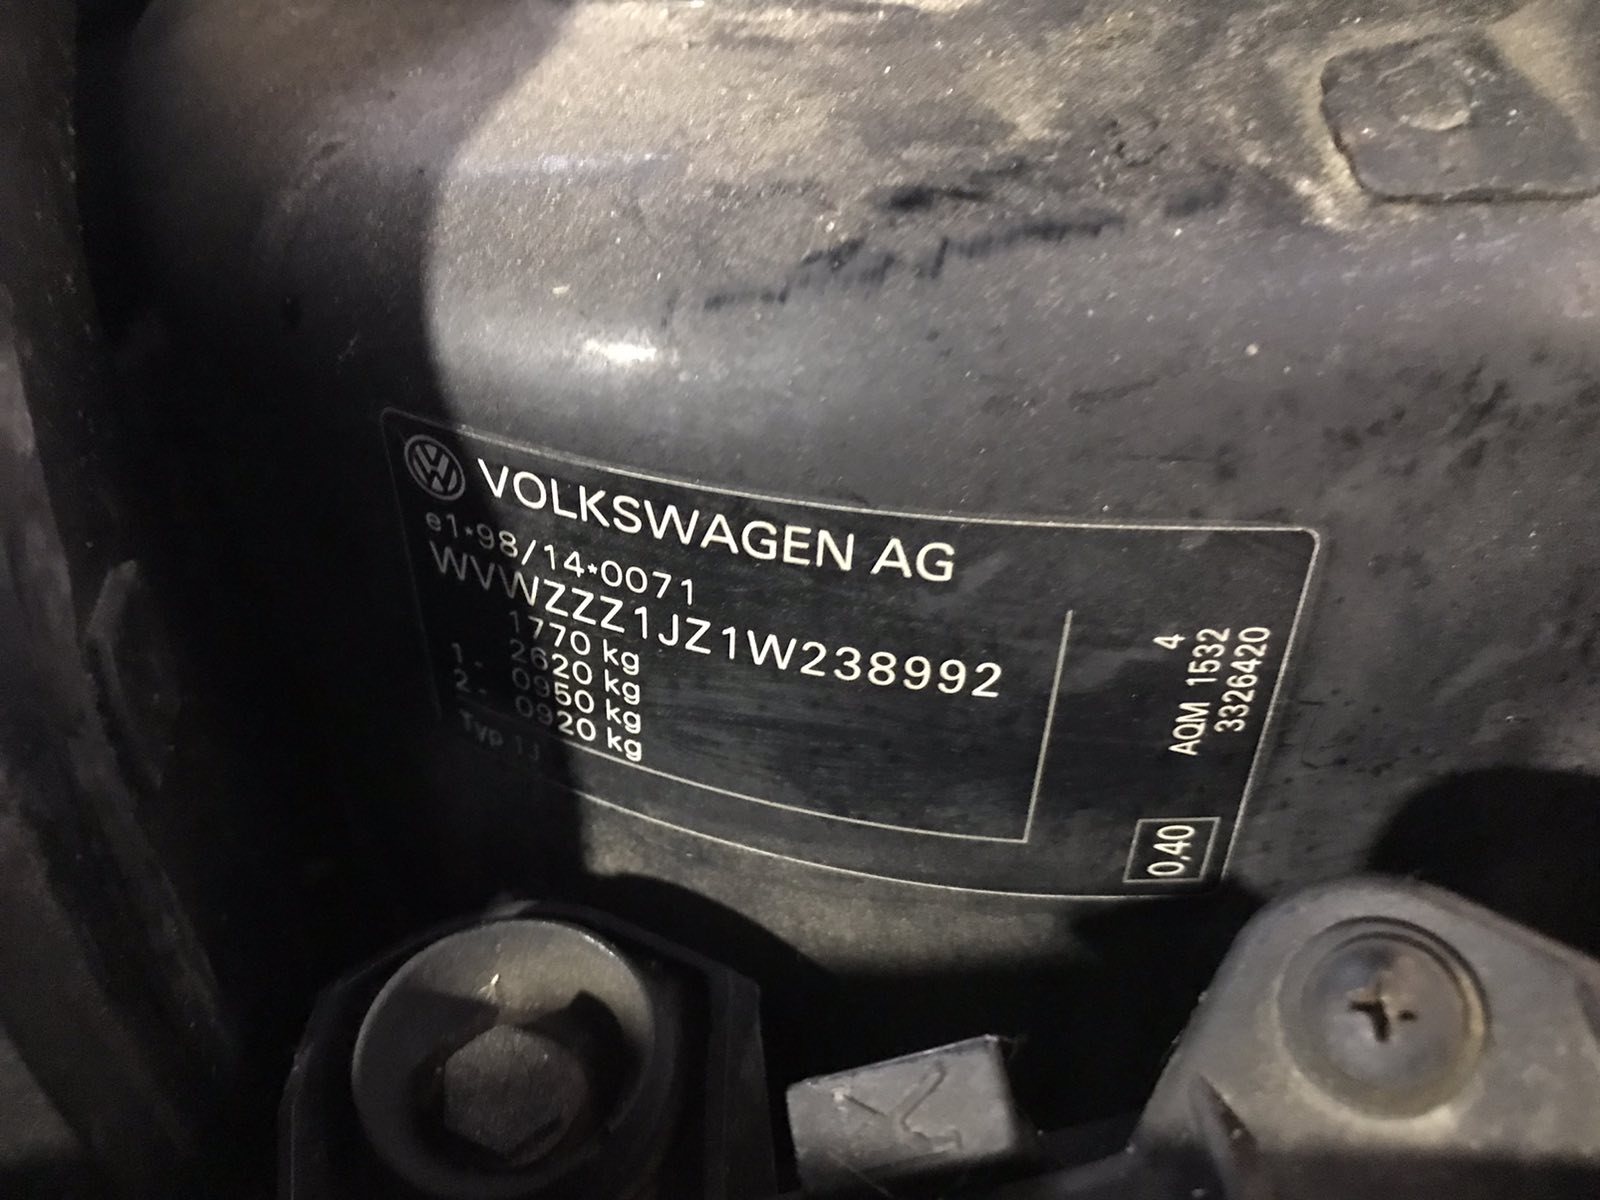 VOLKSWAGEN AG
e1*98/14*0071
WVWZZZ1JZ1W238992
1770 kg
1. 2620 kg
1. 0950 kg
2. 0920 kg
Typ 1J
4
AQM 1532
3326420
0,40